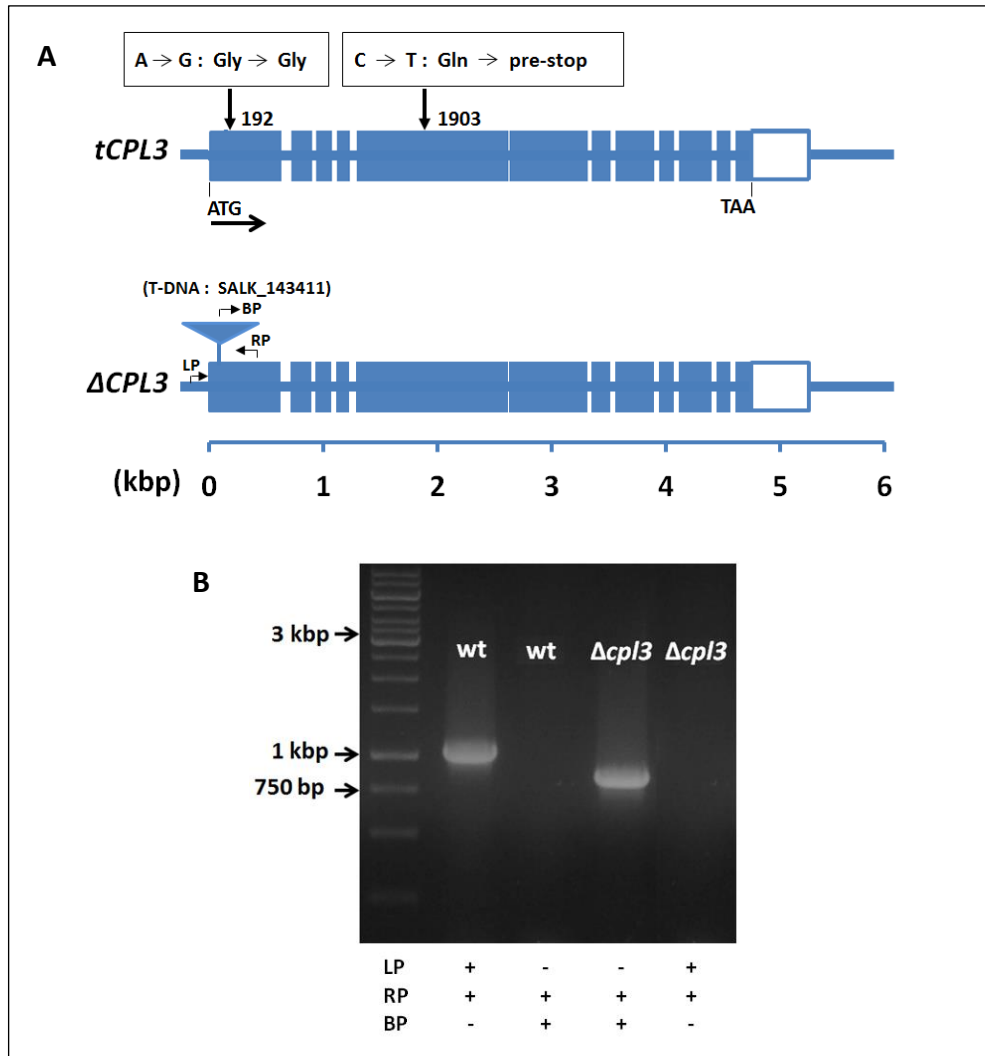 A
A → G : Gly → Gly
C → T : Gln → pre-stop
192
1903
tCPL3
ATG
TAA
(T-DNA : SALK_143411)
BP
RP
LP
ΔCPL3
(kbp) 0 1 2 3 4 5 6
B
3 kbp
wt wt Δcpl3 Δcpl3
1 kbp
750 bp
LP + - - +
RP + + + +
BP - + + -